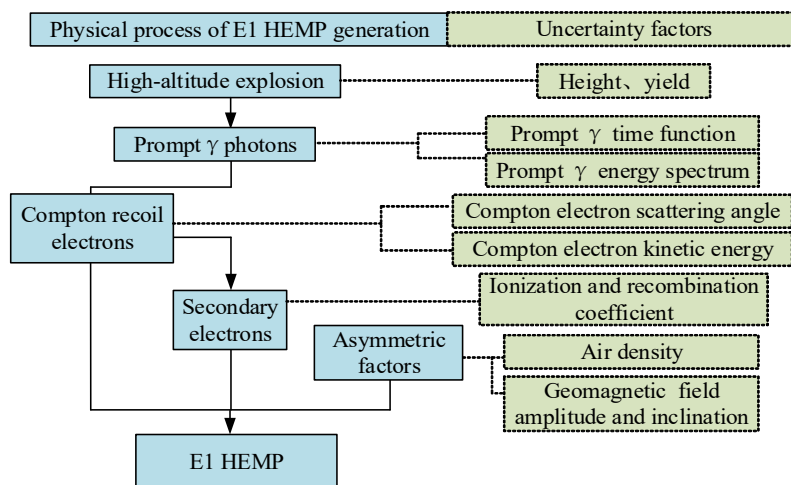 Physical process of E1 HEMP generation
Uncertainty factors
High-altitude explosion
Height、yield
Prompt γ photons
Prompt γ time function
Prompt γ energy spectrum
Compton recoil
electrons
Compton electron scattering angle
Compton electron kinetic energy
Secondary
electrons
Ionization and recombination
coefficient
Asymmetric
factors
Air density
Geomagnetic field
amplitude and inclination
E1 HEMP